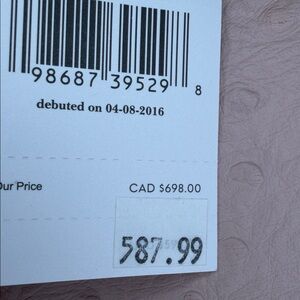 98687 39529 8
debuted on 04-08-2016
Our Price CAD $698.00
587.99